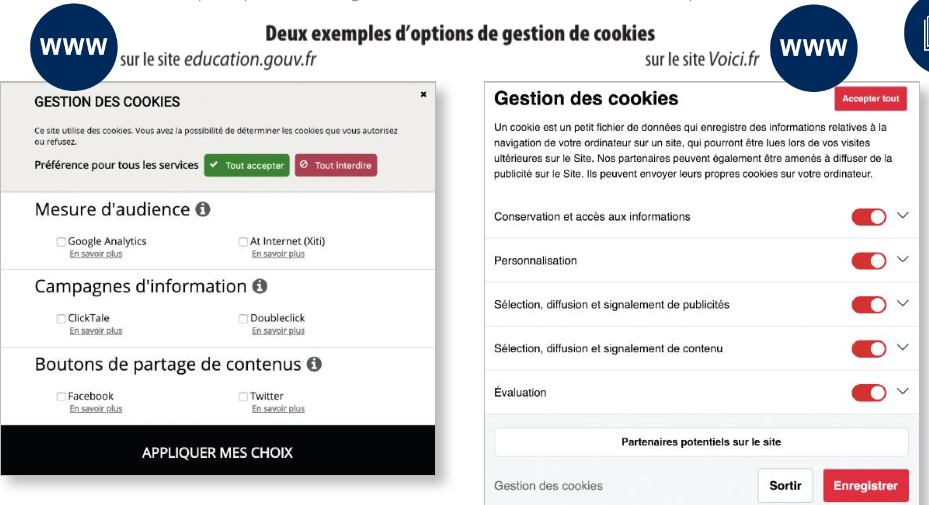 Deux exemples d'options de gestion de cookies
www
sur le site education.gouv.fr
sur le site Voici.fr
www
GESTION DES COOKIES
Ce site utilise des cookies. Vous avez la possibilité de déterminer les cookies que vous autorisez
ou refusez.
Préférence pour tous les services
Tout accepter
Tout interdire
Mesure d'audience
Google Analytics
En savoir plus
At Internet (Xiti)
En savoir plus
Campagnes d'information
ClickTale
En savoir plus
Doubleclick
En savoir plus
Boutons de partage de contenus
Facebook
En savoir plus
Twitter
En savoir plus
APPLIQUER MES CHOIX
Gestion des cookies
Accepter tout
Un cookie est un petit fichier de données qui enregistre des informations relatives à la
navigation de votre ordinateur sur un site, qui pourront être lues lors de vos visites
ultérieures sur le Site. Nos partenaires peuvent également être amenés à diffuser de la
publicité sur le Site. Ils peuvent envoyer leurs propres cookies sur votre ordinateur.
Conservation et accès aux informations
Personnalisation
Sélection, diffusion et signalement de publicités
Sélection, diffusion et signalement de contenu
Évaluation
Partenaires potentiels sur le site
Gestion des cookies
Sortir
Enregistrer